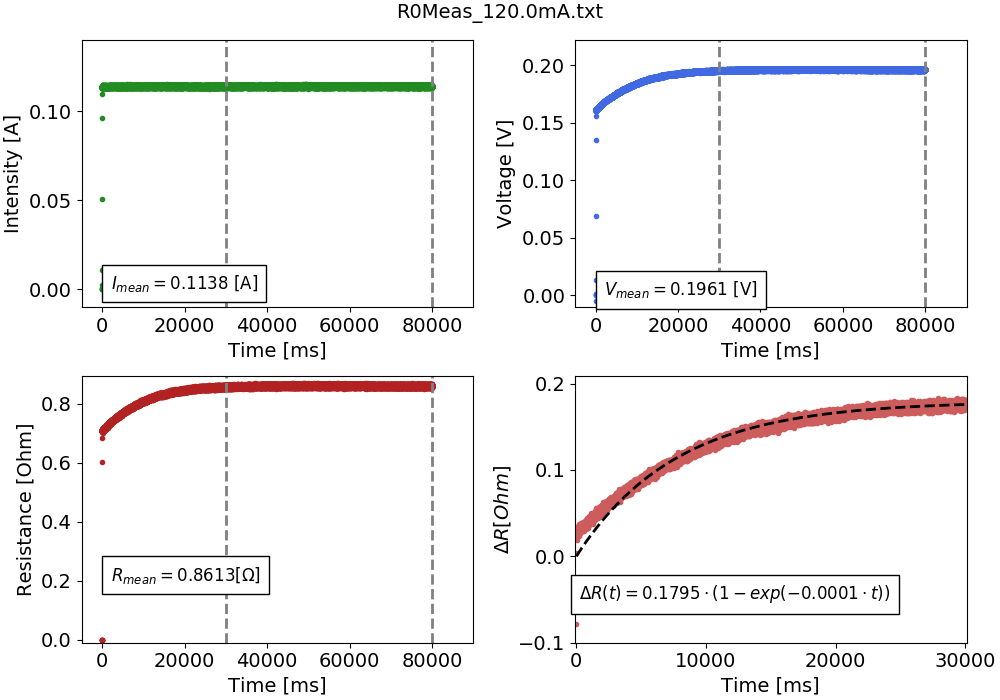 R0Meas_120.0mA.txt
Intensity [A]
0.10
0.05
0.00
I_mean = 0.1138 [A]
0 20000 40000 60000 80000
Time [ms]
Voltage [V]
0.20
0.15
0.10
0.05
0.00
V_mean = 0.1961 [V]
0 20000 40000 60000 80000
Time [ms]
Resistance [Ohm]
0.8
0.6
0.4
0.2
0.0
R_mean = 0.8613[Ω]
0 20000 40000 60000 80000
Time [ms]
ΔR[Ohm]
0.2
0.1
0.0
−0.1
ΔR(t) = 0.1795 · (1 − exp(−0.0001 · t))
0 10000 20000 30000
Time [ms]